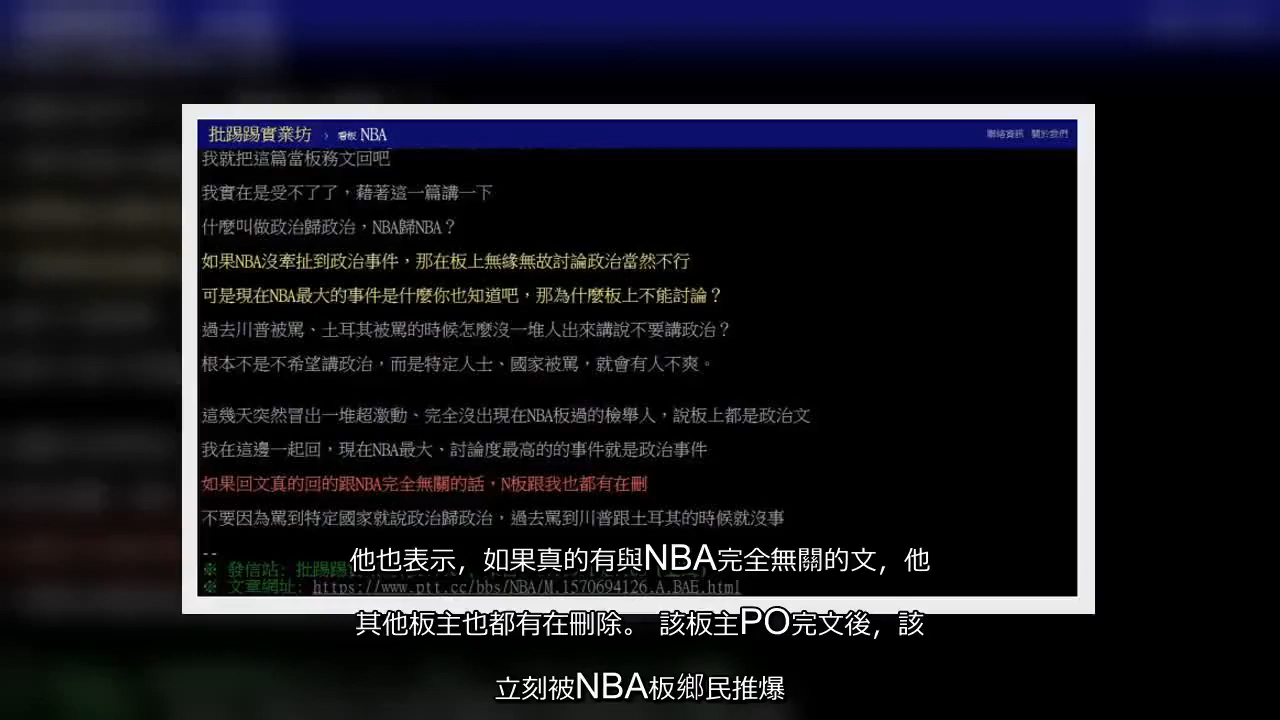 批踢踢實業坊 › 看板 NBA 聯絡資訊 關於我們
我就把這篇當板務文回吧
我實在是受不了了，藉著這一篇講一下
什麼叫做政治歸政治，NBA歸NBA？
如果NBA沒牽扯到政治事件，那在板上無緣無故討論政治當然不行
可是現在NBA最大的事件是什麼你也知道吧，那為什麼板上不能討論？
過去川普被罵、土耳其被罵的時候怎麼沒一堆人出來講說不要講政治？
根本不是不希望講政治，而是特定人士、國家被罵，就會有人不爽。
這幾天突然冒出一堆超激動、完全沒出現在NBA板過的檢舉人，說板上都是政治文
我在這邊一起回，現在NBA最大、討論度最高的的事件就是政治事件
如果回文真的回的跟NBA完全無關的話，N板跟我也都有在刪
不要因為罵到特定國家就說政治歸政治，過去罵到川普跟土耳其的時候就沒事
--
※ 發信站: 批踢踢
※ 文章網址: https://www.ptt.cc/bbs/NBA/M.1570694126.A.BAE.html
他也表示，如果真的有與NBA完全無關的文，他
其他板主也都有在刪除。 該板主PO完文後，該
立刻被NBA板鄉民推爆